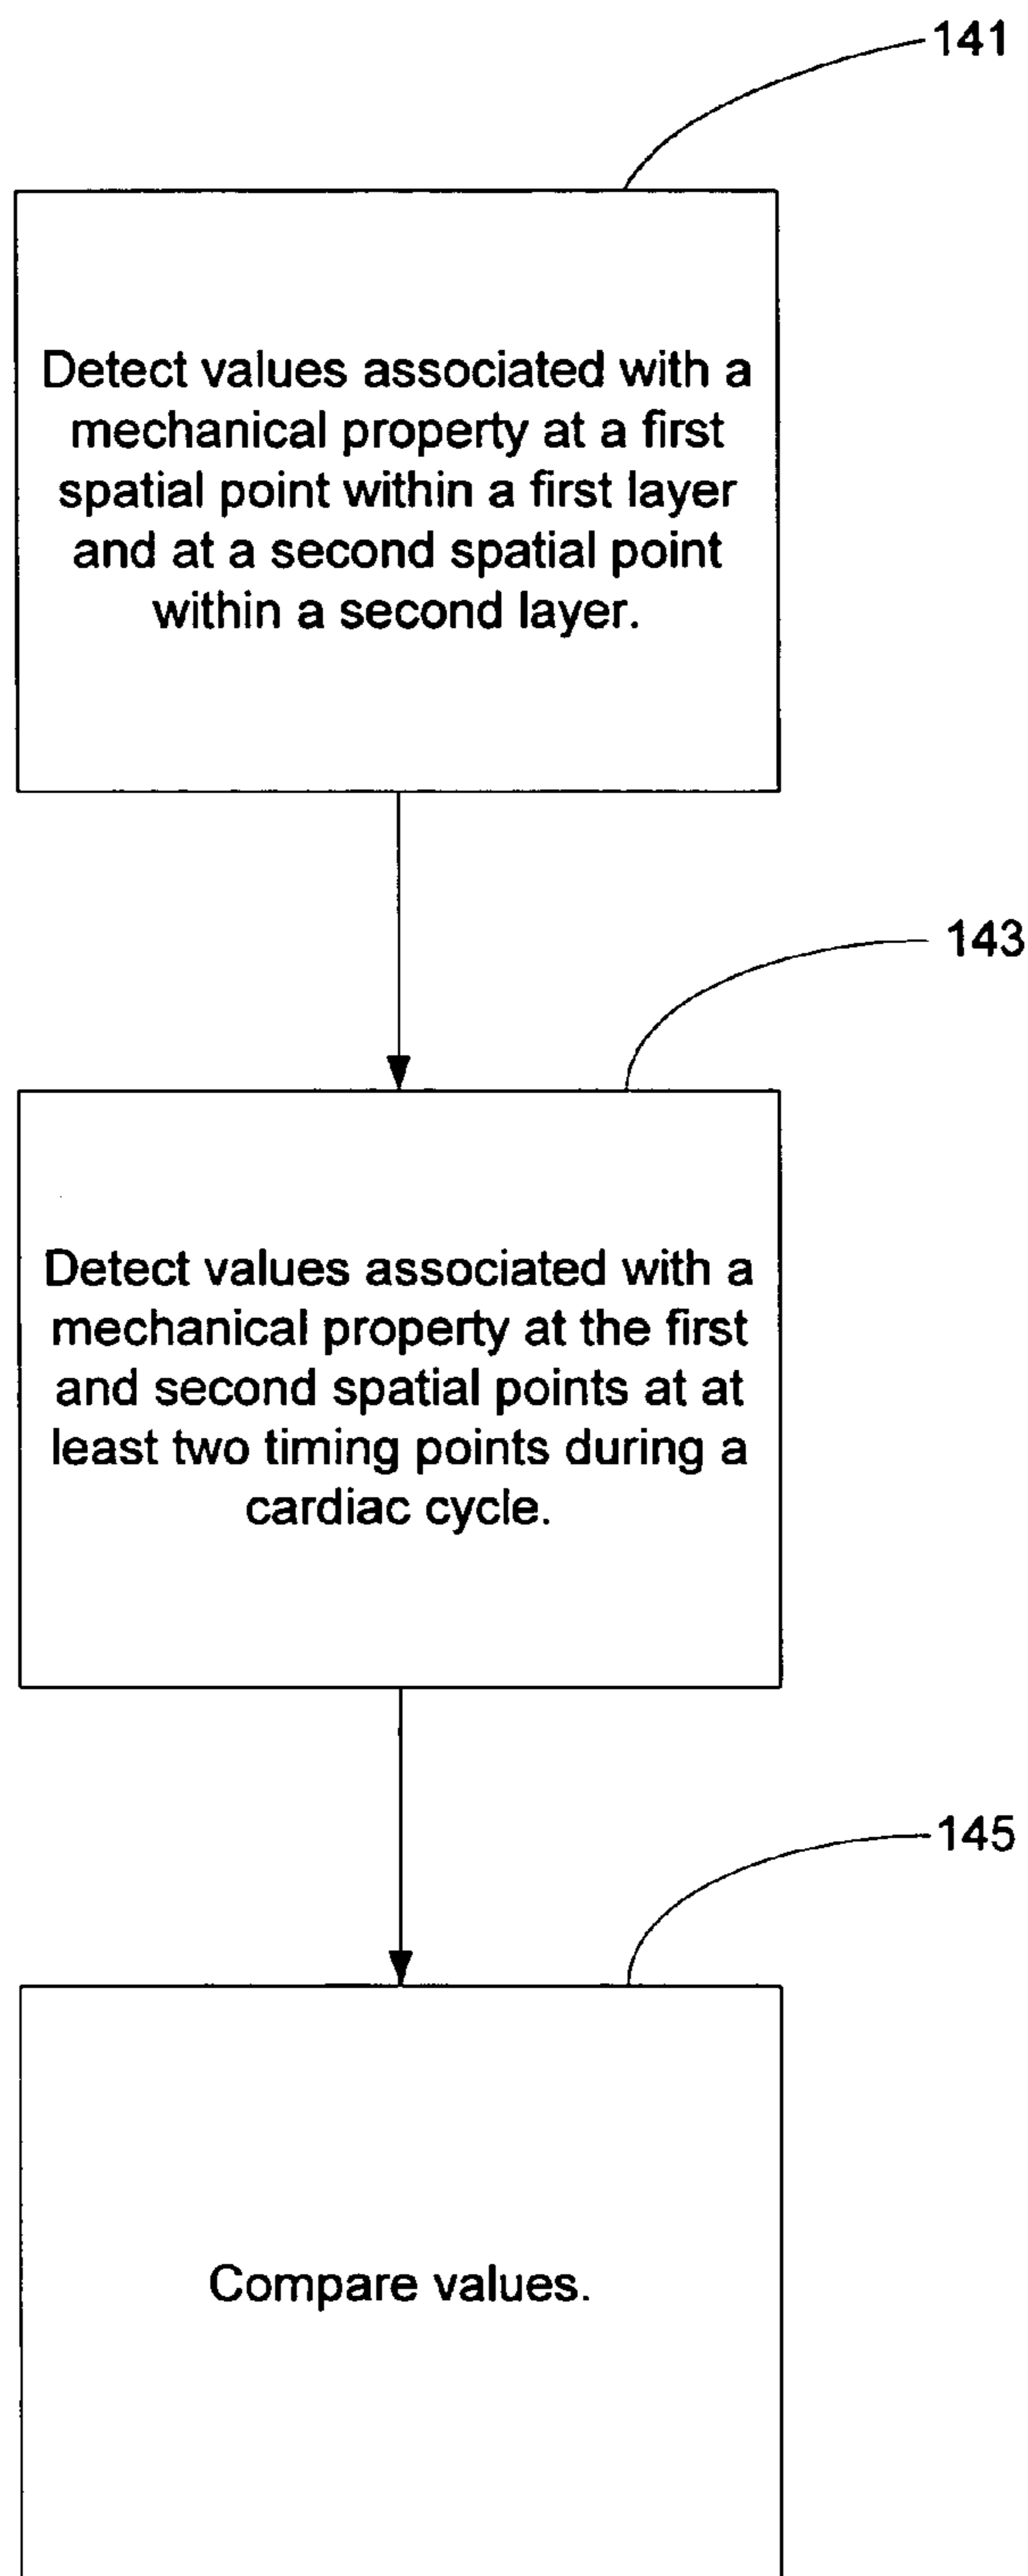 141
Detect values associated with a
mechanical property at a first
spatial point within a first layer
and at a second spatial point
within a second layer.
143
Detect values associated with a
mechanical property at the first
and second spatial points at at
least two timing points during a
cardiac cycle.
145
Compare values.